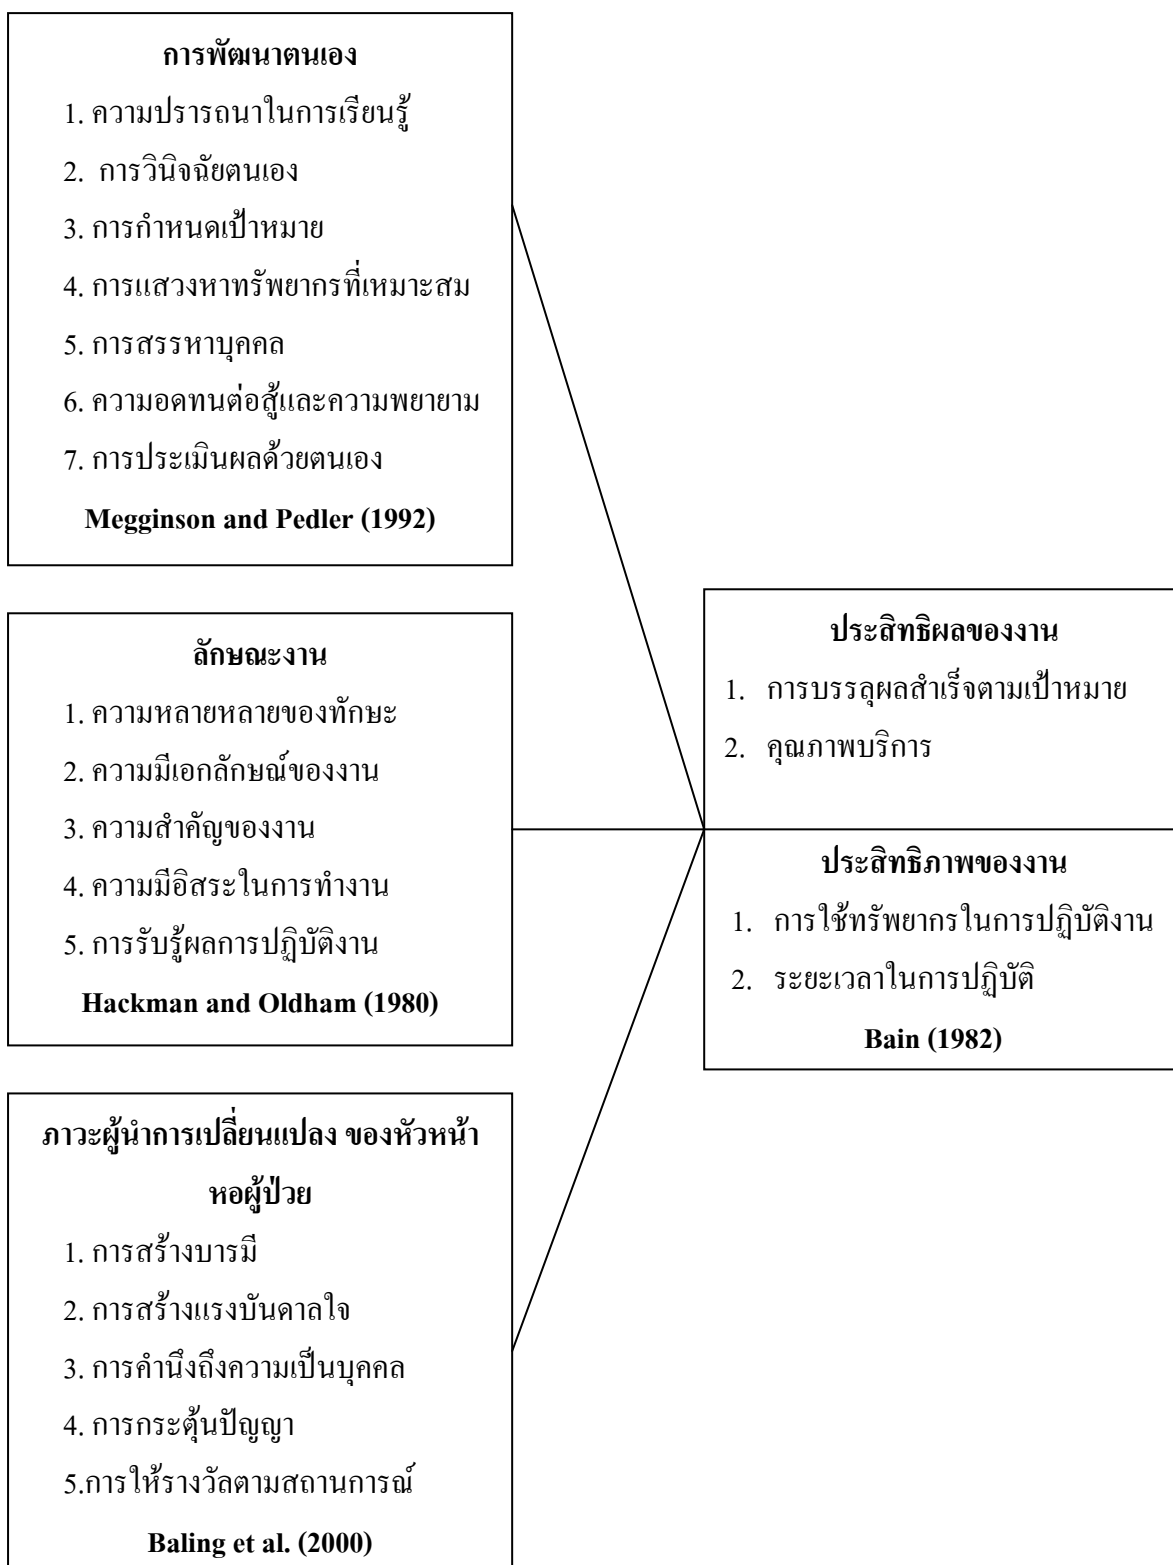 การพัฒนาตนเอง
1. ความปรารถนาในการเรียนรู้
2. การวินิจฉัยตนเอง
3. การกำหนดเป้าหมาย
4. การแสวงหาทรัพยากรที่เหมาะสม
5. การสรรหาบุคคล
6. ความอดทนต่อสู้และความพยายาม
7. การประเมินผลด้วยตนเอง
Megginson and Pedler (1992)
ลักษณะงาน
1. ความหลายหลายของทักษะ
2. ความมีเอกลักษณ์ของงาน
3. ความสำคัญของงาน
4. ความมีอิสระในการทำงาน
5. การรับรู้ผลการปฏิบัติงาน
Hackman and Oldham (1980)
ภาวะผู้นำการเปลี่ยนแปลง ของหัวหน้า
หอผู้ป่วย
1. การสร้างบารมี
2. การสร้างแรงบันดาลใจ
3. การคำนึงถึงความเป็นบุคคล
4. การกระตุ้นปัญญา
5.การให้รางวัลตามสถานการณ์
Baling et al. (2000)
ประสิทธิผลของงาน
1. การบรรลุผลสำเร็จตามเป้าหมาย
2. คุณภาพบริการ
ประสิทธิภาพของงาน
1. การใช้ทรัพยากรในการปฏิบัติงาน
2. ระยะเวลาในการปฏิบัติ
Bain (1982)